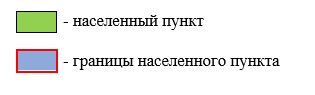 - населенный пункт
- границы населенного пункта